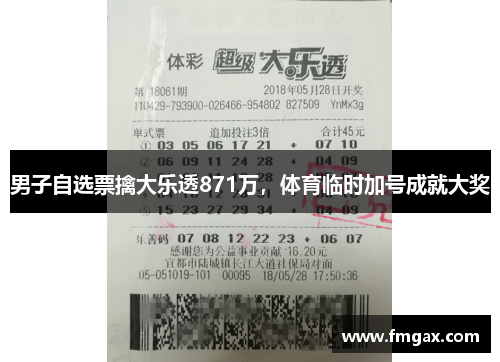 体彩 超级大乐透
第 18061期 2018年05月28日开奖
110429-793900-026466-954802 827509 YnMx3g
单式票 追加投注3倍 合计45元
① 03 05 06 17 21 + 07 10
② 06 09 11 24 28 + 04 09
男子自选票擒大乐透871万，体育临时加号成就大奖
15 23 29 30 35 + 04 09
乐善码 07 08 12 22 23 + 06 07
感谢您为公益事业贡献 16.20元
宜都市陆城镇长江大道社保局对面
05-051019-101 00095 18/05/28 17:50:36
www.fmgax.com